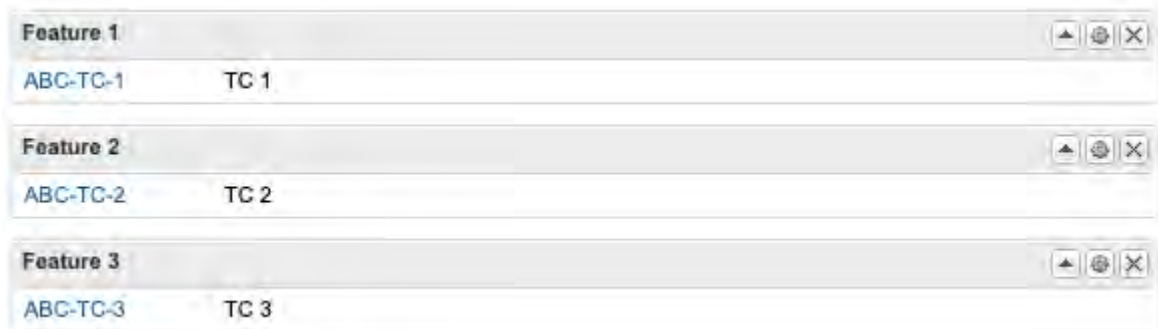 Feature 1
ABC-TC-1 TC 1
Feature 2
ABC-TC-2 TC 2
Feature 3
ABC-TC-3 TC 3